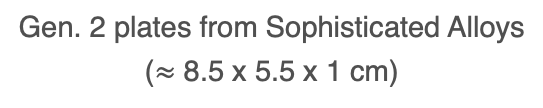 Gen. 2 plates from Sophisticated Alloys
(≈ 8.5 x 5.5 x 1 cm)